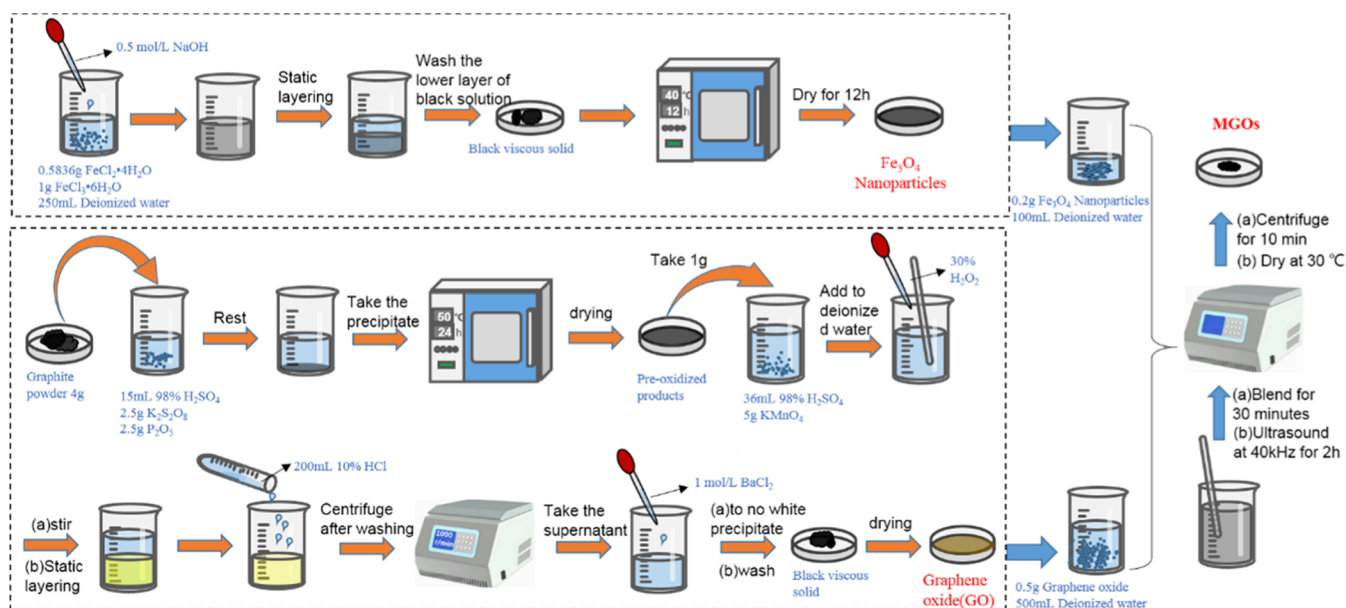 0.5 mol/L NaOH
Static
layering
Wash the
lower layer of
black solution
40 ℃
12 h
Dry for 12h
0.5836g FeCl₂•4H₂O
1g FeCl₃•6H₂O
250mL Deionized water
Black viscous solid
Fe₃O₄
Nanoparticles
0.2g Fe₃O₄ Nanoparticles
100mL Deionized water
MGOs
(a)Centrifuge
for 10 min
(b) Dry at 30 ℃
Graphite
powder 4g
15mL 98% H₂SO₄
2.5g K₂S₂O₈
2.5g P₂O₅
Rest
Take the
precipitate
50 ℃
24 h
drying
Take 1g
Pre-oxidized
products
36mL 98% H₂SO₄
5g KMnO₄
Add to
deionize
d water
30%
H₂O₂
(a)Blend for
30 minutes
(b)Ultrasound
at 40kHz for 2h
(a)stir
(b)Static
layering
200mL 10% HCl
Centrifuge
after washing
1000
r/min
Take the
supernatant
1 mol/L BaCl₂
(a)to no white
precipitate
(b)wash
Black viscous
solid
drying
Graphene
oxide(GO)
0.5g Graphene oxide
500mL Deionized water